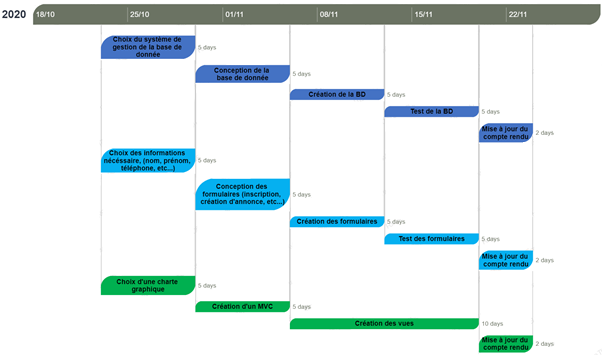 2020
18/10 25/10 01/11 08/11 15/11 22/11
Choix du système de
gestion de la base de
donnée
5 days
Conception de la
base de donnée
5 days
Création de la BD
5 days
Test de la BD
5 days
Mise à jour du
compte rendu
2 days
Choix des informations
nécéssaire, (nom, prénom,
téléphone, etc...)
5 days
Conception des
formulaires (inscription,
création d'annonce, etc...)
5 days
Création des formulaires
5 days
Test des formulaires
5 days
Mise à jour du
compte rendu
2 days
Choix d'une charte
graphique
5 days
Création d'un MVC
5 days
Création des vues
10 days
Mise à jour du
compte rendu
2 days